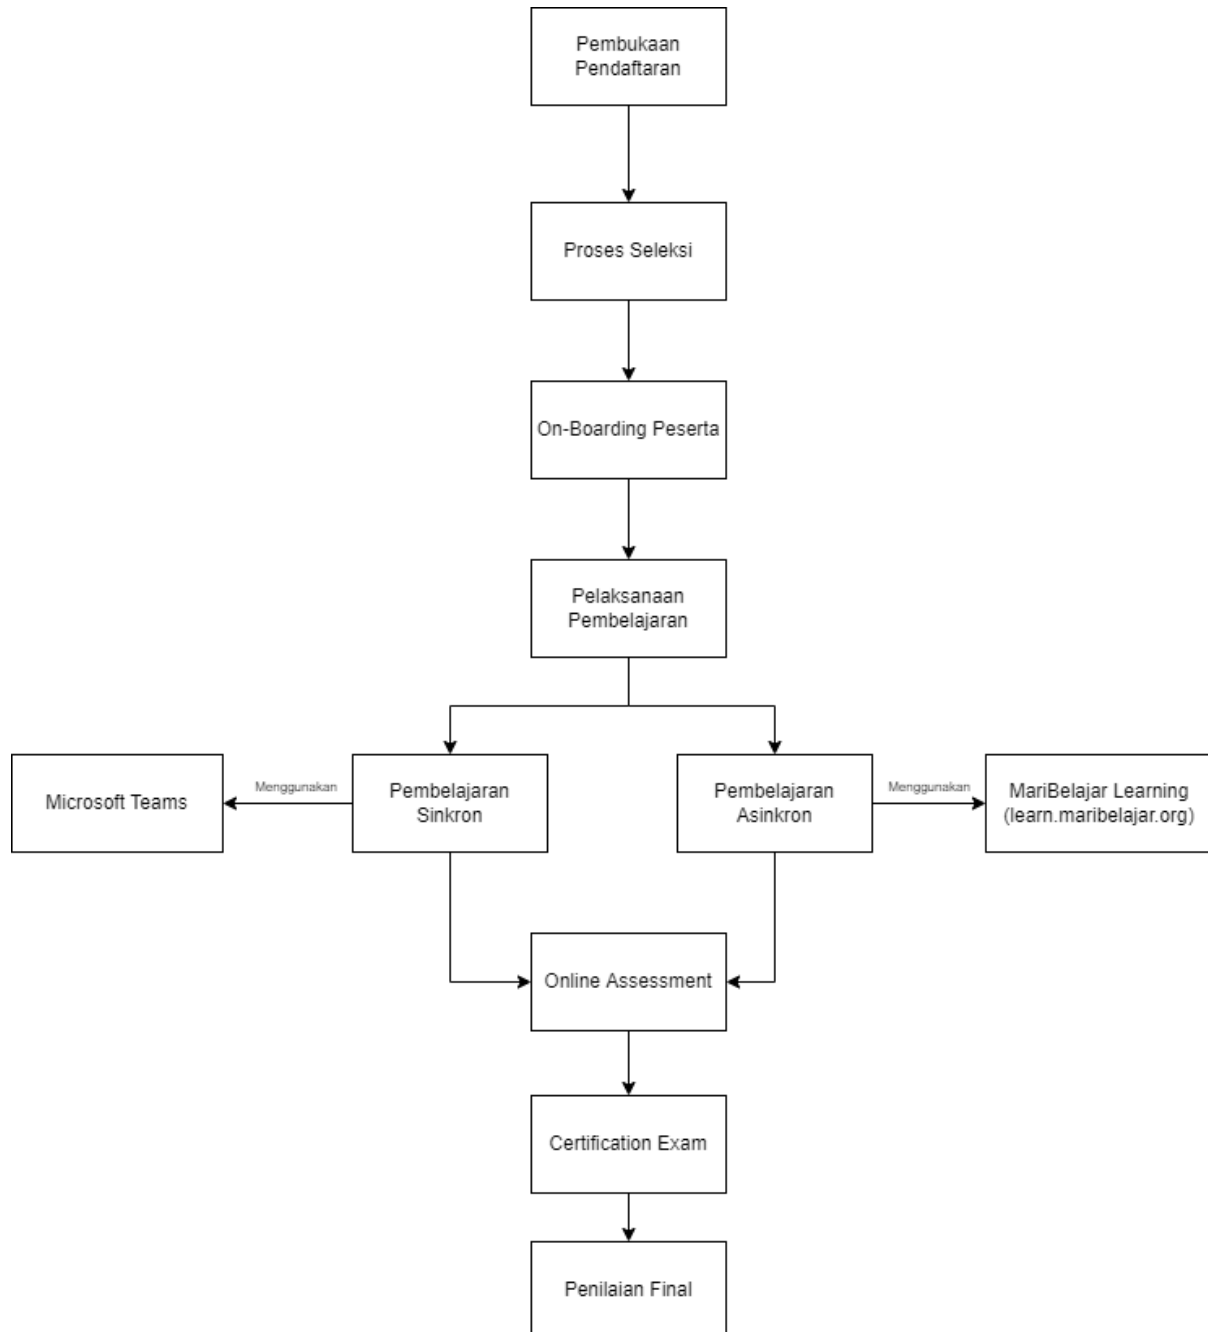 Pembukaan
Pendaftaran
Proses Seleksi
On-Boarding Peserta
Pelaksanaan
Pembelajaran
Microsoft Teams
Menggunakan
Pembelajaran
Sinkron
Pembelajaran
Asinkron
Menggunakan
MariBelajar Learning
(learn.maribelajar.org)
Online Assessment
Certification Exam
Penilaian Final